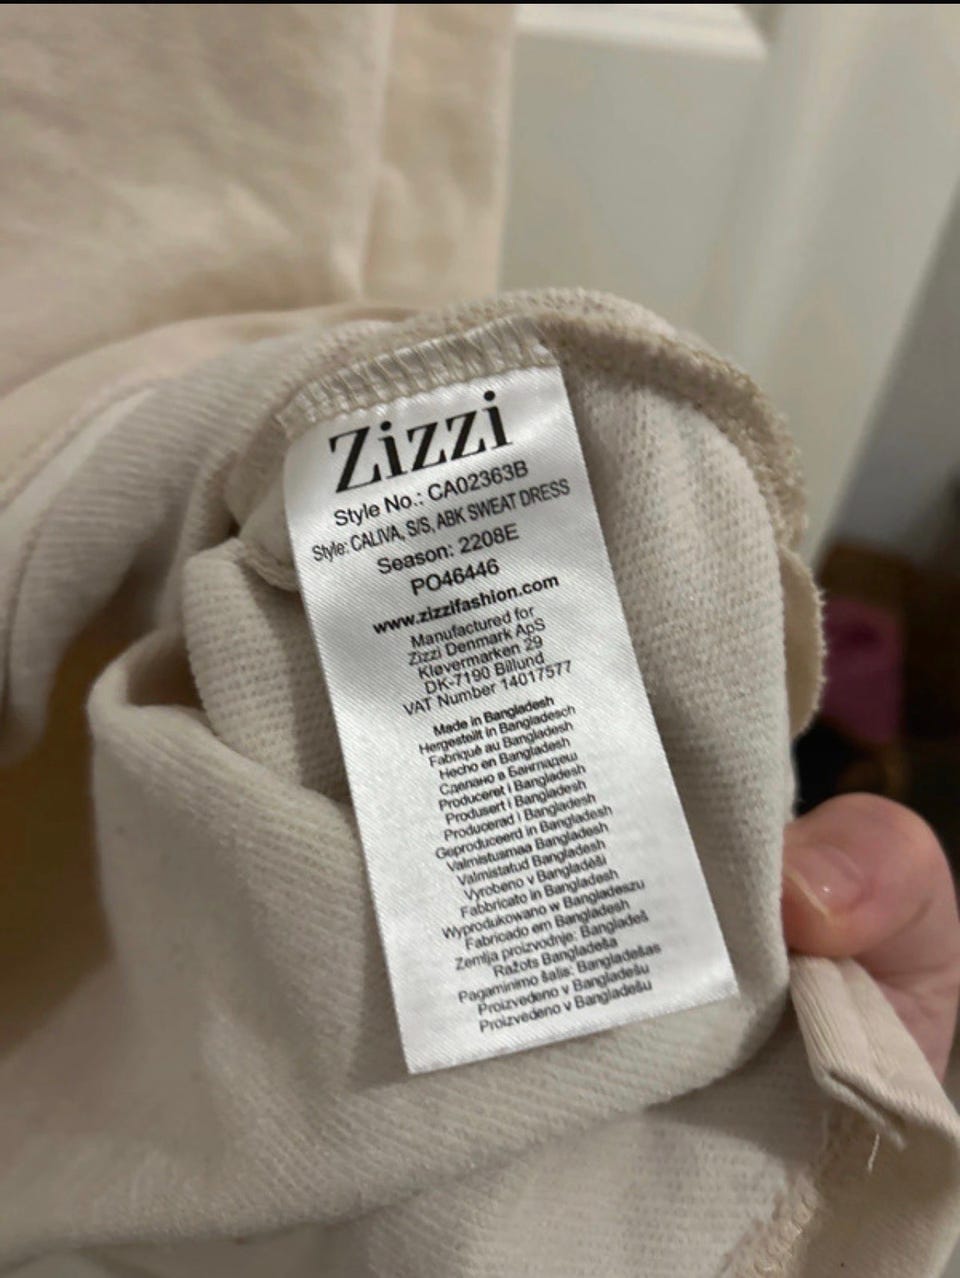 Zizzi
Style No.: CA02363B
Style: CALIVA, S/S, ABK SWEAT DRESS
Season: 2208E
PO46446
www.zizzifashion.com
Manufactured for
Zizzi Denmark ApS
Kløvermarken 29
DK-7190 Billund
VAT Number 14017577
Made in Bangladesh
Hergestellt in Bangladesch
Fabriqué au Bangladesh
Hecho en Bangladesh
Сделано в Бангладеш
Produceret i Bangladesh
Produsert i Bangladesh
Producerad i Bangladesh
Geproduceerd in Bangladesh
Valmistusmaa Bangladesh
Valmistatud Bangladesh
Vyrobeno v Bangladéši
Fabbricato in Bangladesh
Wyprodukowano w Bangladeszu
Fabricado em Bangladesh
Zemlja proizvodnje: Bangladeš
Ražots Bangladeša
Pagaminimo šalis: Bangladešas
Proizvedeno v Bangladešu
Proizvedeno v Bangladešu